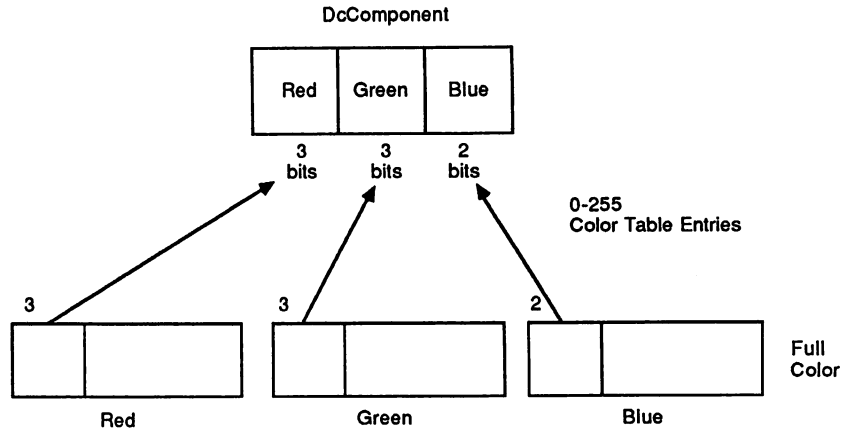 DcComponent
Red Green Blue
3 3 2
bits bits bits
0-255
Color Table Entries
3 3 2
Full
Color
Red Green Blue